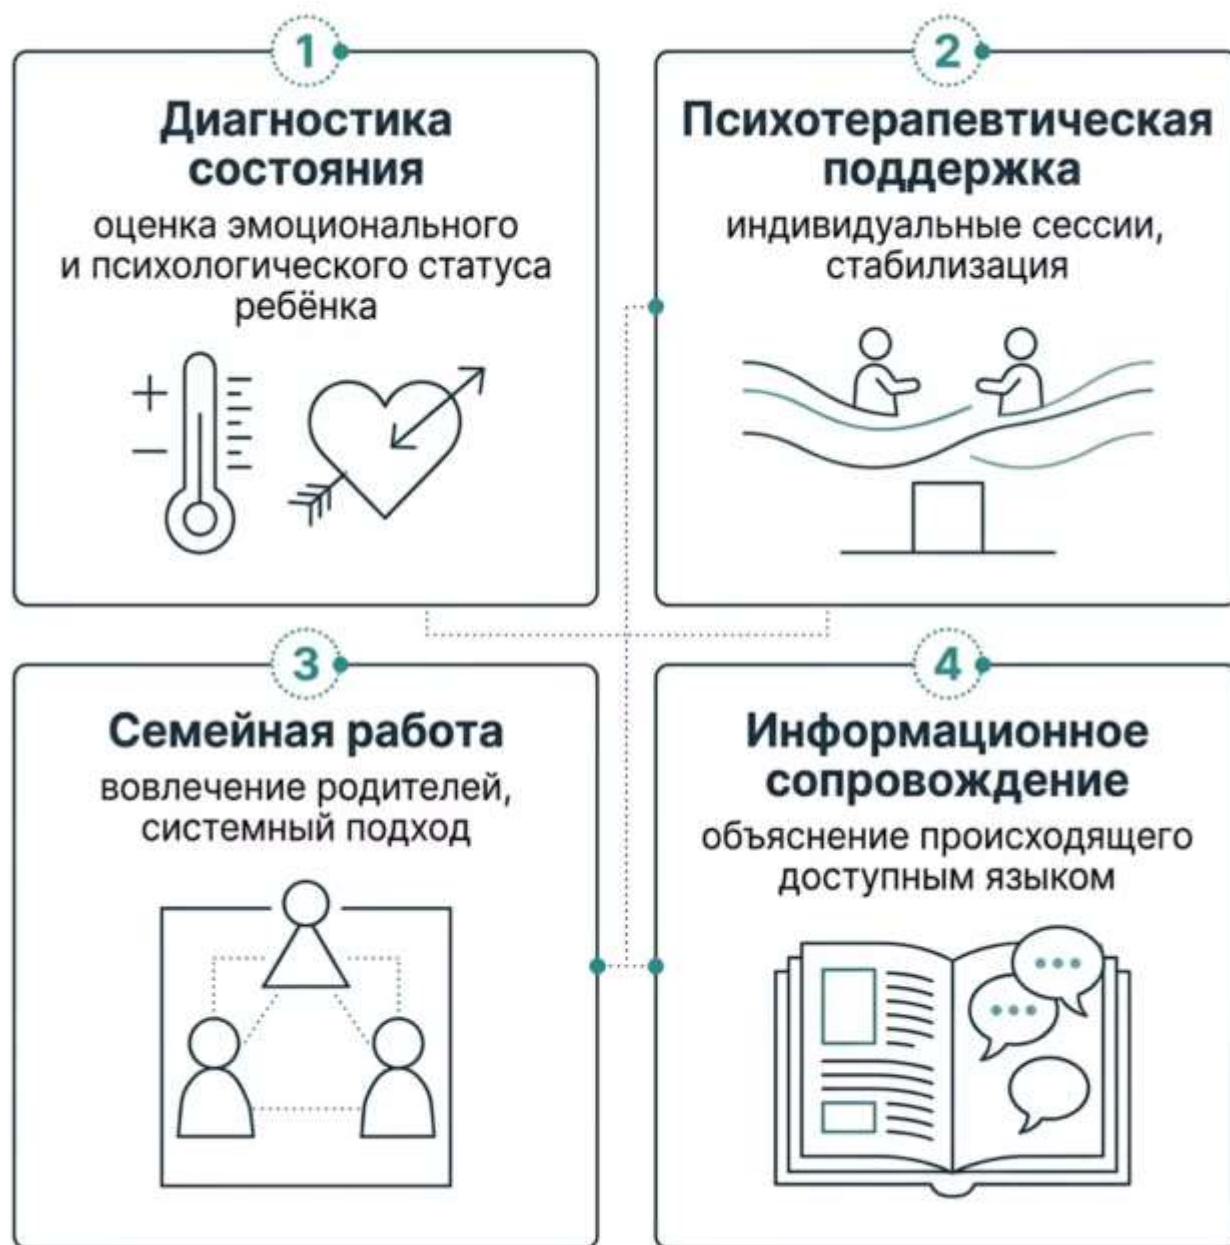 1
Диагностика
состояния
оценка эмоционального
и психологического статуса
ребёнка
2
Психотерапевтическая
поддержка
индивидуальные сессии,
стабилизация
3
Семейная работа
вовлечение родителей,
системный подход
4
Информационное
сопровождение
объяснение происходящего
доступным языком